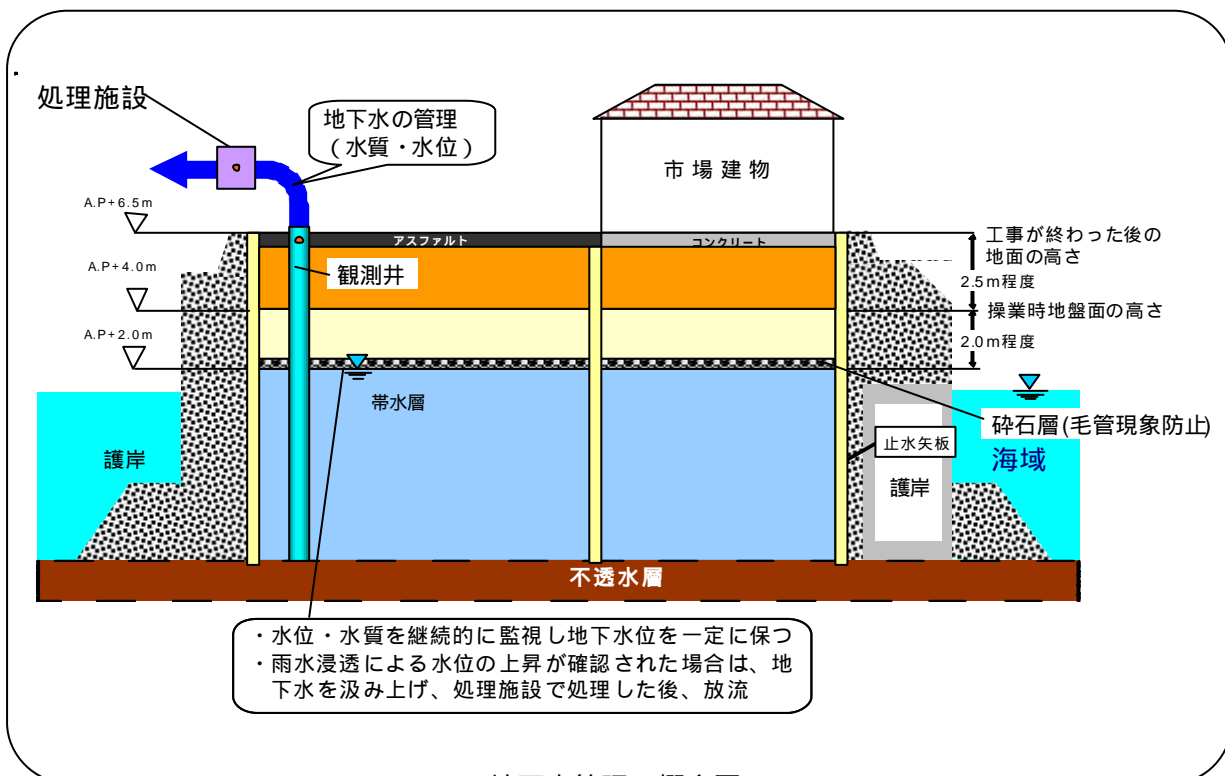 処理施設
地下水の管理
(水質・水位)
市場建物
A.P+6.5m
アスファルト
コンクリート
工事が終わった後の
地面の高さ
A.P+4.0m
観測井
2.5m程度
操業時地盤面の高さ
A.P+2.0m
2.0m程度
帯水層
砕石層(毛管現象防止)
護岸
止水矢板
海域
護岸
不透水層
・水位・水質を継続的に監視し地下水位を一定に保つ
・雨水浸透による水位の上昇が確認された場合は、地
下水を汲み上げ、処理施設で処理した後、放流